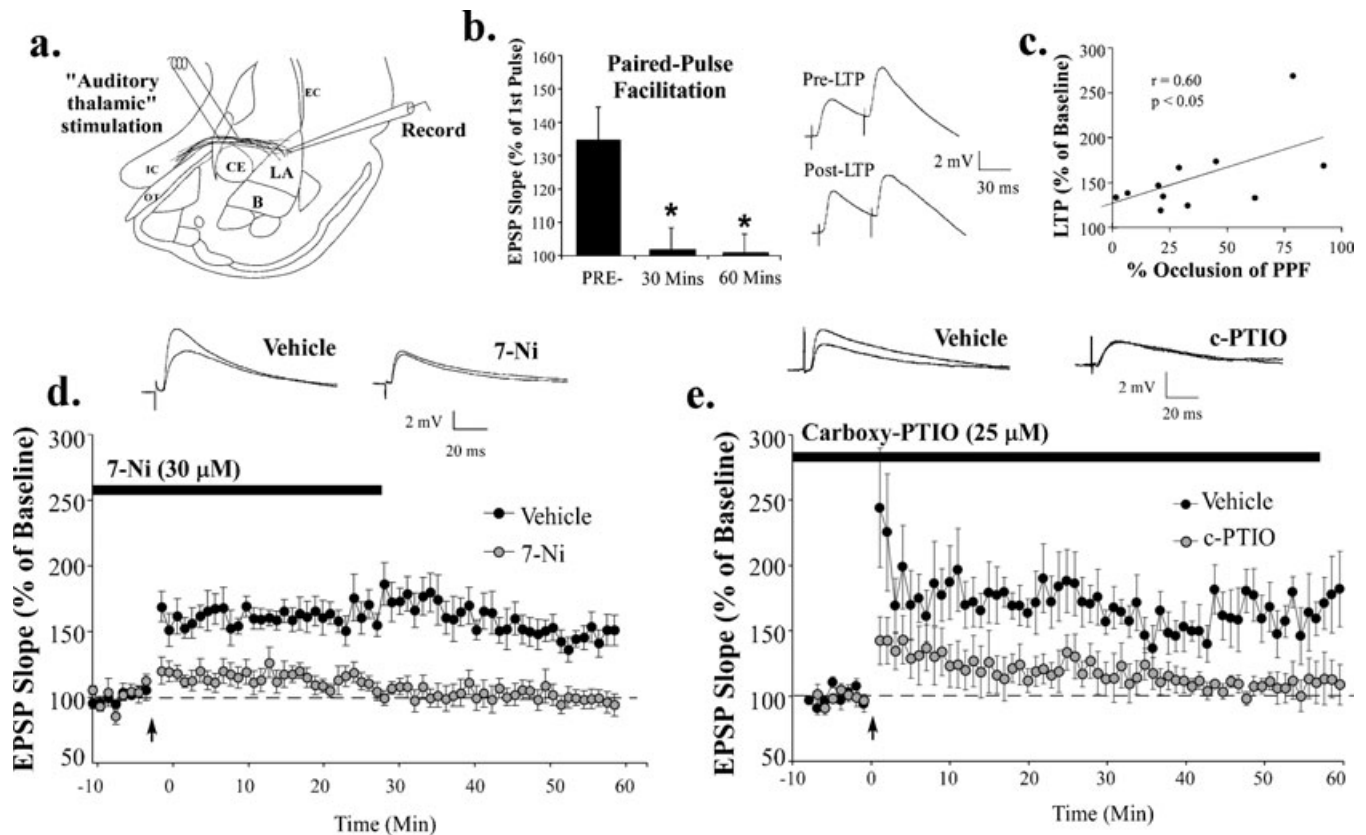 a.
"Auditory
thalamic"
stimulation
EC
Record
IC
CE
LA
OT
B
b.
Paired-Pulse
Facilitation
EPSP Slope (% of 1st Pulse)
160
150
140
130
120
110
100
*
*
PRE-
30 Mins
60 Mins
Pre-LTP
Post-LTP
2 mV
30 ms
c.
LTP (% of Baseline)
300
250
200
150
100
r = 0.60
p < 0.05
0
25
50
75
100
% Occlusion of PPF
Vehicle
7-Ni
2 mV
20 ms
d.
EPSP Slope (% of Baseline)
300
250
200
150
100
50
7-Ni (30 µM)
Vehicle
7-Ni
-10
0
10
20
30
40
50
60
Time (Min)
Vehicle
c-PTIO
2 mV
20 ms
e.
EPSP Slope (% of Baseline)
300
250
200
150
100
50
Carboxy-PTIO (25 µM)
Vehicle
c-PTIO
-10
0
10
20
30
40
50
60
Time (Min)